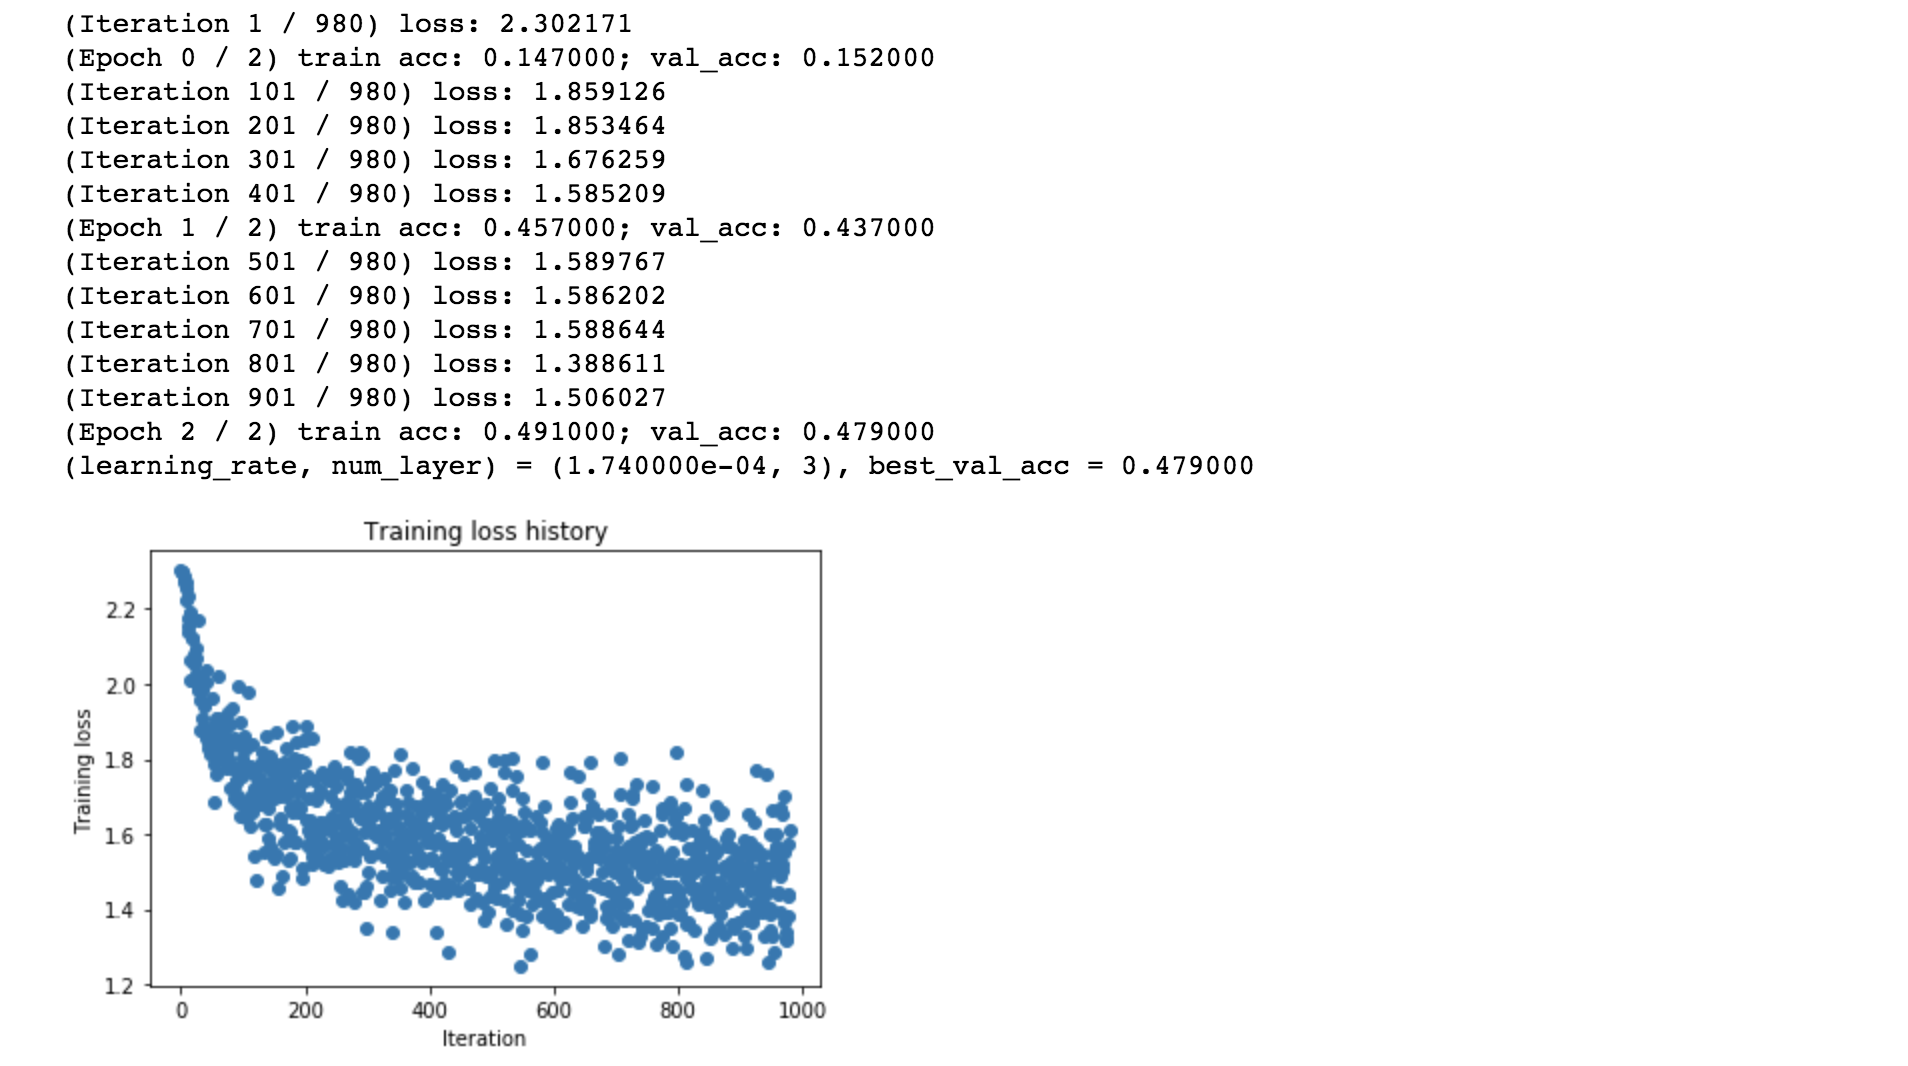 (Iteration 1 / 980) loss: 2.302171
(Epoch 0 / 2) train acc: 0.147000; val_acc: 0.152000
(Iteration 101 / 980) loss: 1.859126
(Iteration 201 / 980) loss: 1.853464
(Iteration 301 / 980) loss: 1.676259
(Iteration 401 / 980) loss: 1.585209
(Epoch 1 / 2) train acc: 0.457000; val_acc: 0.437000
(Iteration 501 / 980) loss: 1.589767
(Iteration 601 / 980) loss: 1.586202
(Iteration 701 / 980) loss: 1.588644
(Iteration 801 / 980) loss: 1.388611
(Iteration 901 / 980) loss: 1.506027
(Epoch 2 / 2) train acc: 0.491000; val_acc: 0.479000
(learning_rate, num_layer) = (1.740000e-04, 3), best_val_acc = 0.479000
Training loss history
Training loss
2.2
2.0
1.8
1.6
1.4
1.2
0 200 400 600 800 1000
Iteration